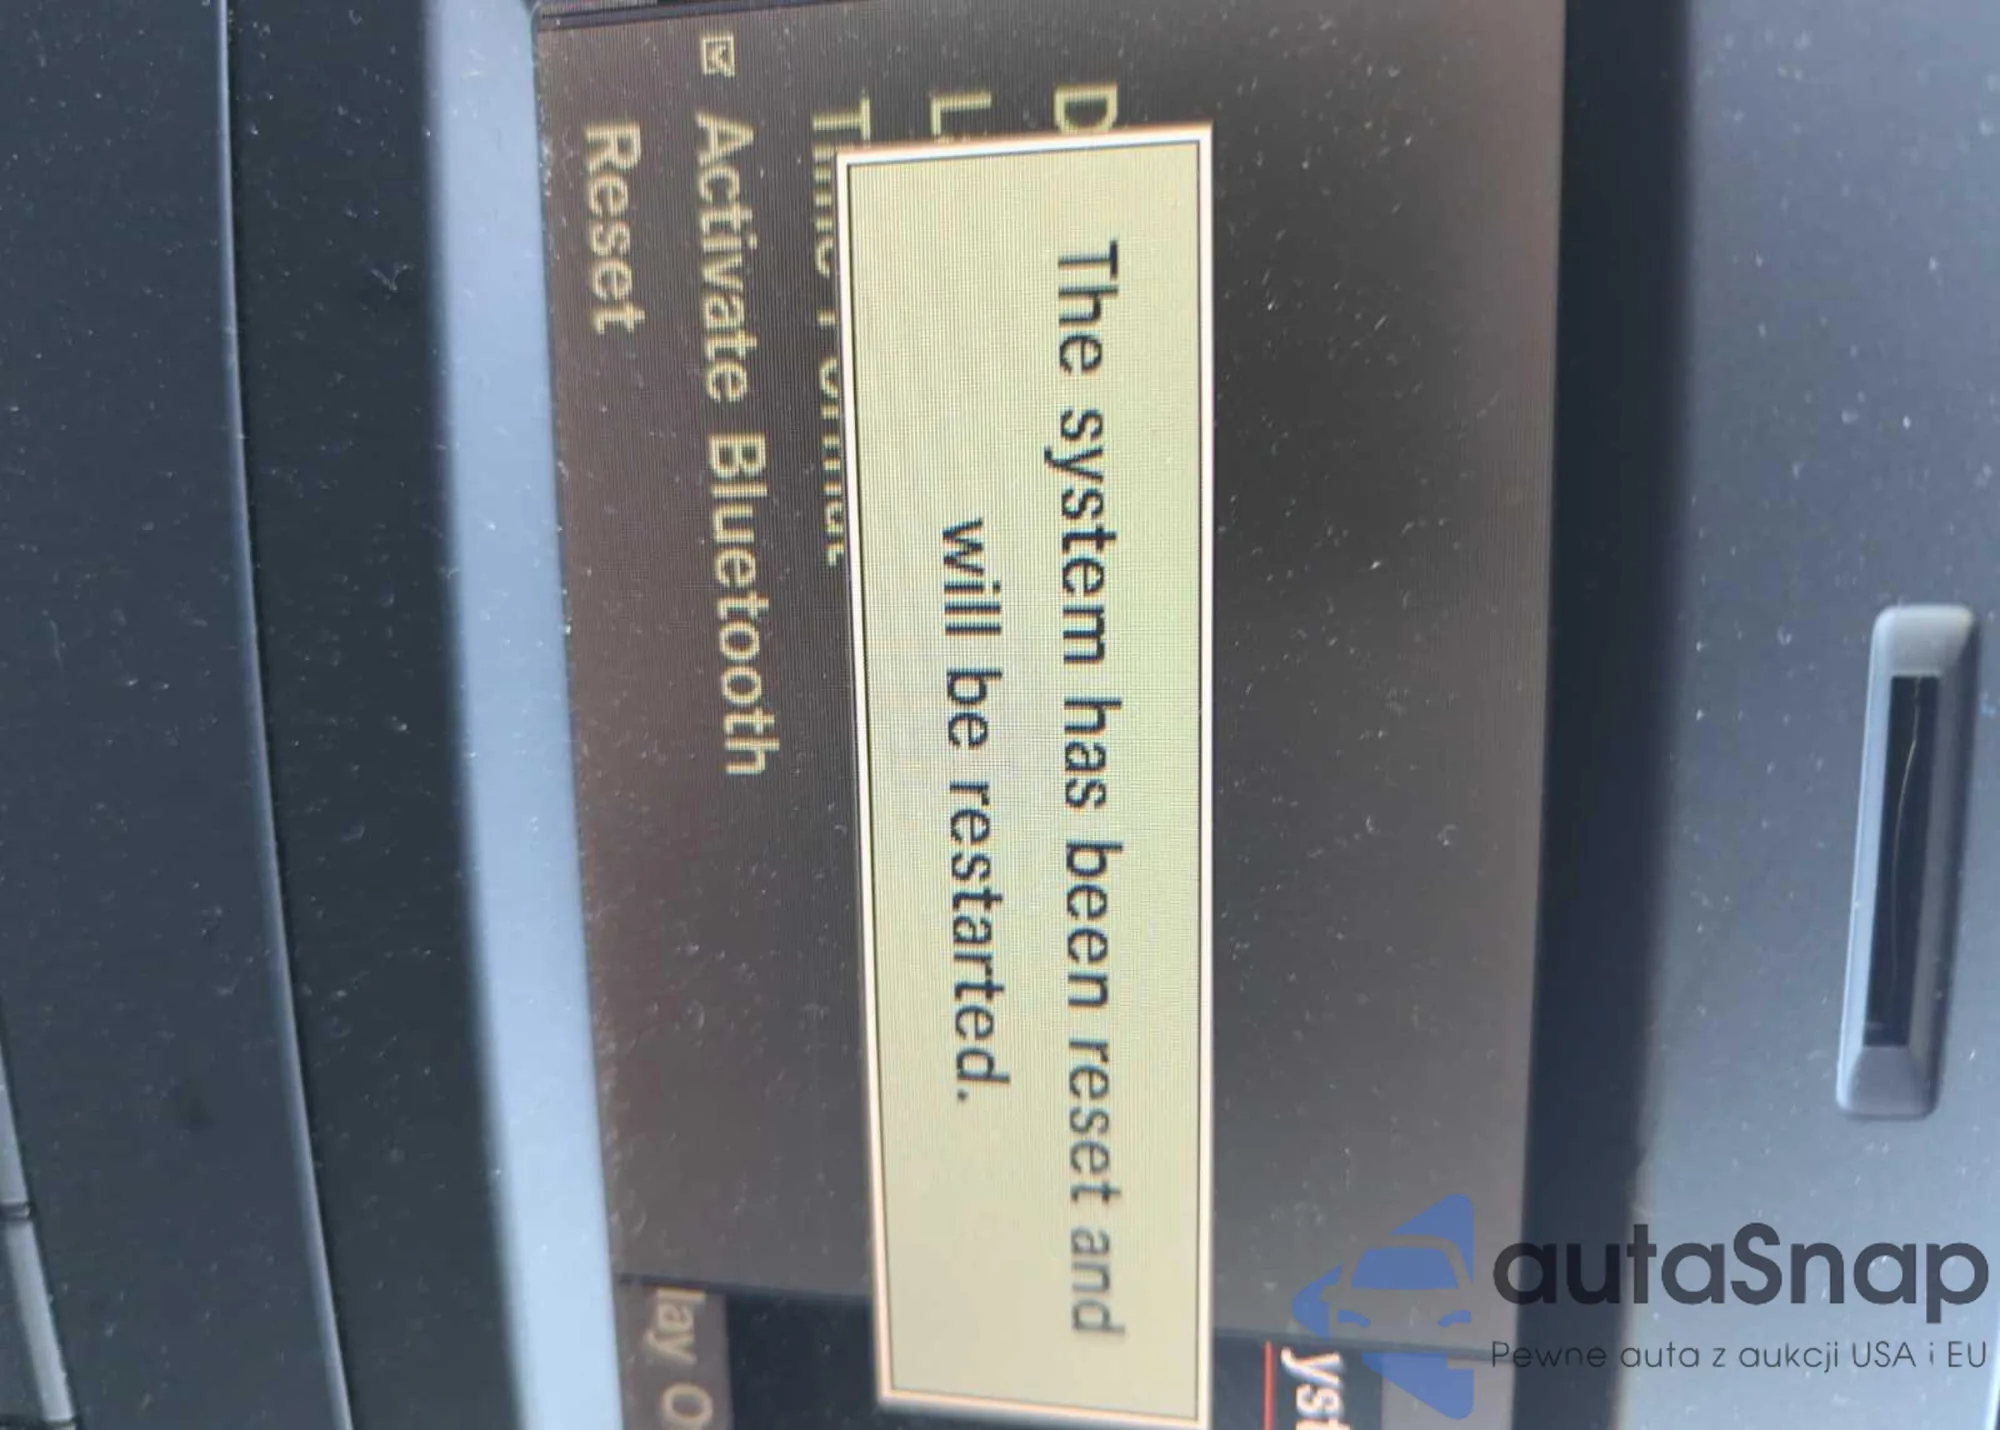 The system has been reset and
will be restarted.
Activate Bluetooth
Reset
autaSnap
Pewne auta z aukcji USA i EU